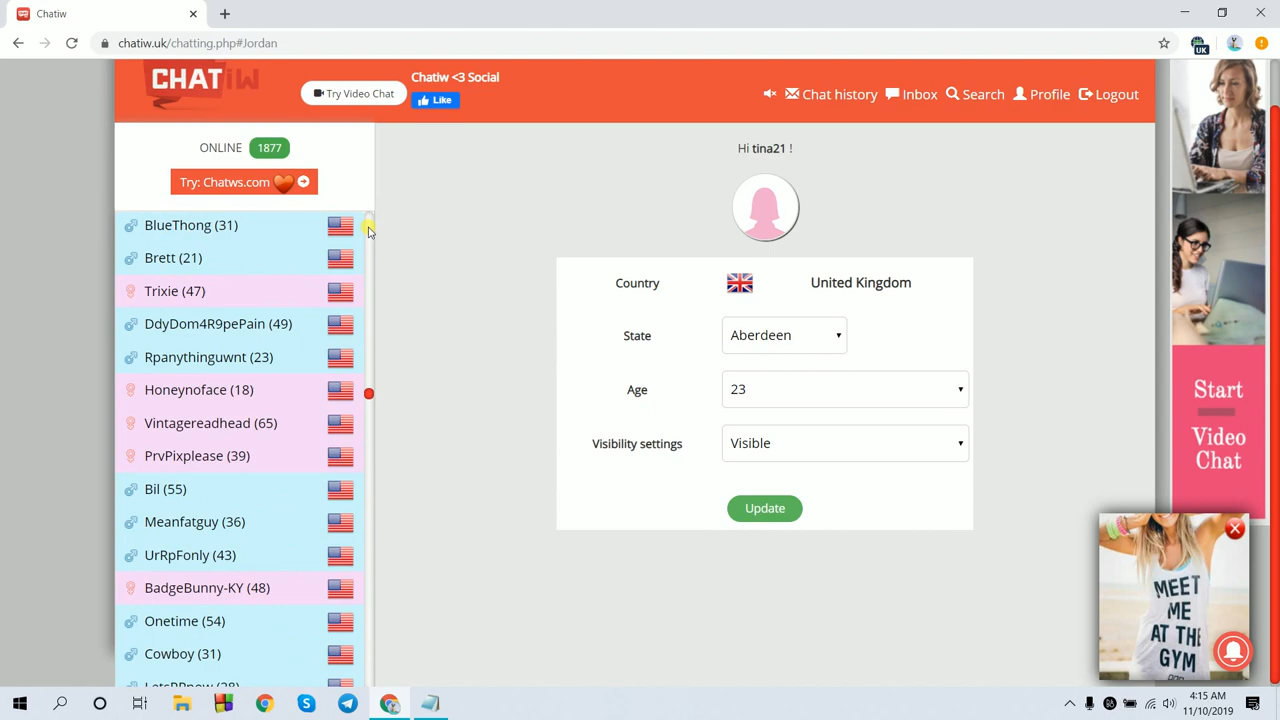 Chatiw
chatiw.uk/chatting.php#Jordan
UK
CHATiW
Try Video Chat
Chatiw <3 Social
Like
Chat history
Inbox
Search
Profile
Logout
ONLINE 1877
Try: Chatws.com
BlueThong (31)
Brett (21)
Trixie (47)
DdyDom4R9pePain (49)
Rpanythinguwnt (23)
Honeynoface (18)
Vintagereadhead (65)
PrvPixplease (39)
Bil (55)
Meanfatguy (36)
UrRpFonly (43)
BadgeBunny-KY (48)
Onetime (54)
Cowboy (31)
LetsRPnow (28)
Hi tina21 !
Country United Kingdom
State Aberdeen
Age 23
Visibility settings Visible
Update
Start
Video
Chat
MEET
ME
AT THE
GYM
4:15 AM
11/10/2019